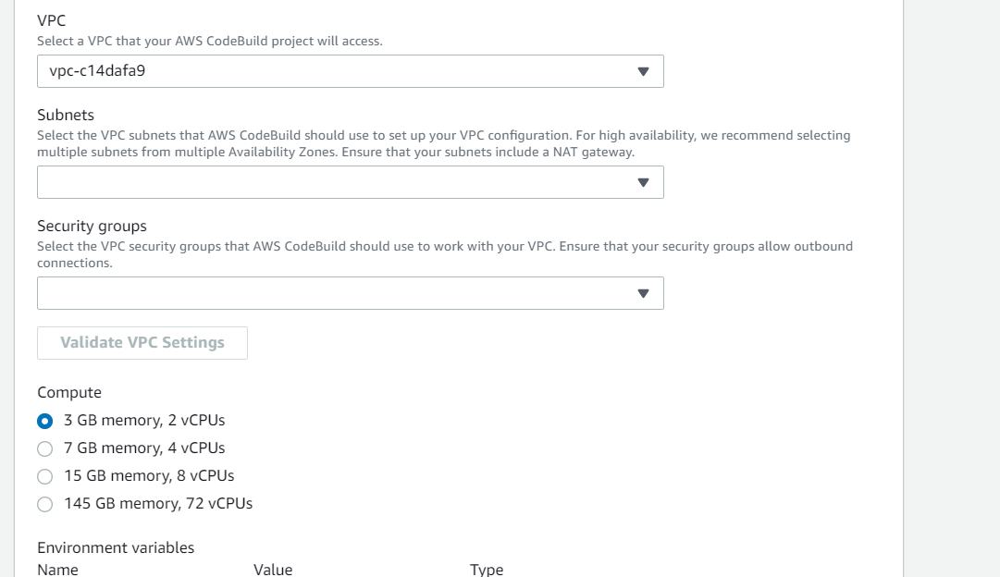 VPC
Select a VPC that your AWS CodeBuild project will access.
vpc-c14dafa9
Subnets
Select the VPC subnets that AWS CodeBuild should use to set up your VPC configuration. For high availability, we recommend selecting
multiple subnets from multiple Availability Zones. Ensure that your subnets include a NAT gateway.
Security groups
Select the VPC security groups that AWS CodeBuild should use to work with your VPC. Ensure that your security groups allow outbound
connections.
Validate VPC Settings
Compute
3 GB memory, 2 vCPUs
7 GB memory, 4 vCPUs
15 GB memory, 8 vCPUs
145 GB memory, 72 vCPUs
Environment variables
Name Value Type